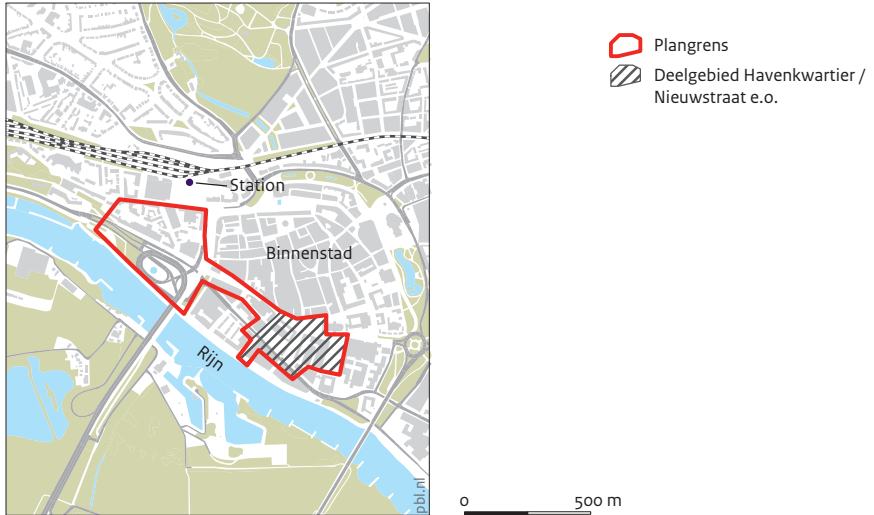 Plangrens
Deelgebied Havenkwartier /
Nieuwstraat e.o.
Station
Binnenstad
Rijn
pbl.nl
0 500 m